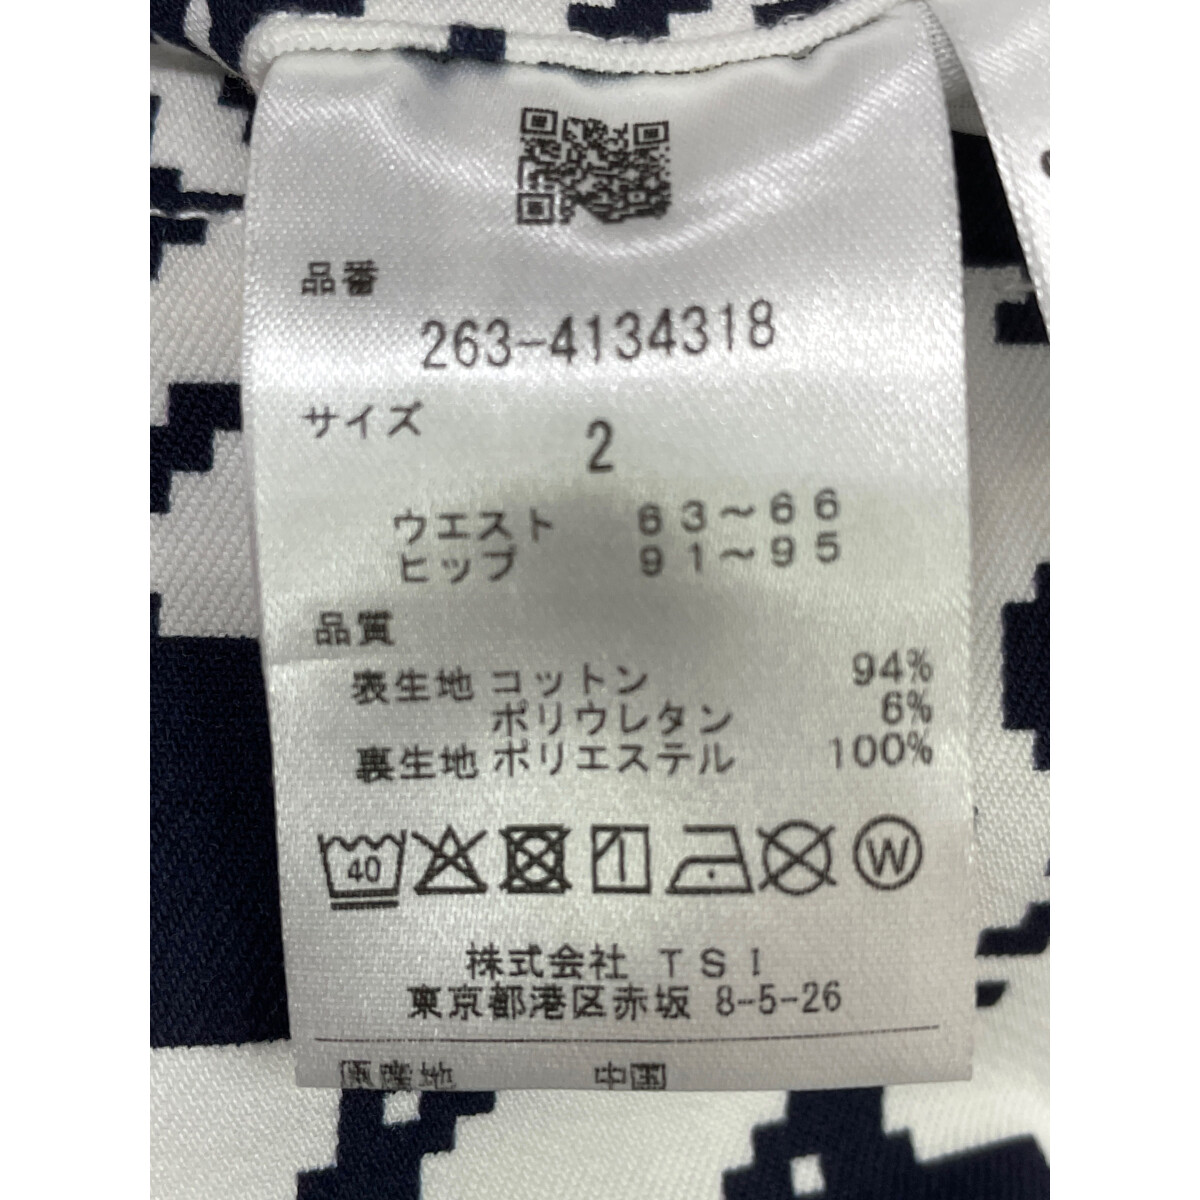 品番
263-4134318
サイズ
2
ウエスト 63～66
ヒップ 91～95
品質
表生地 コットン 94%
ポリウレタン 6%
裏生地 ポリエステル 100%
40
W
株式会社 TSI
東京都港区赤坂 8-5-26
原産地 中国